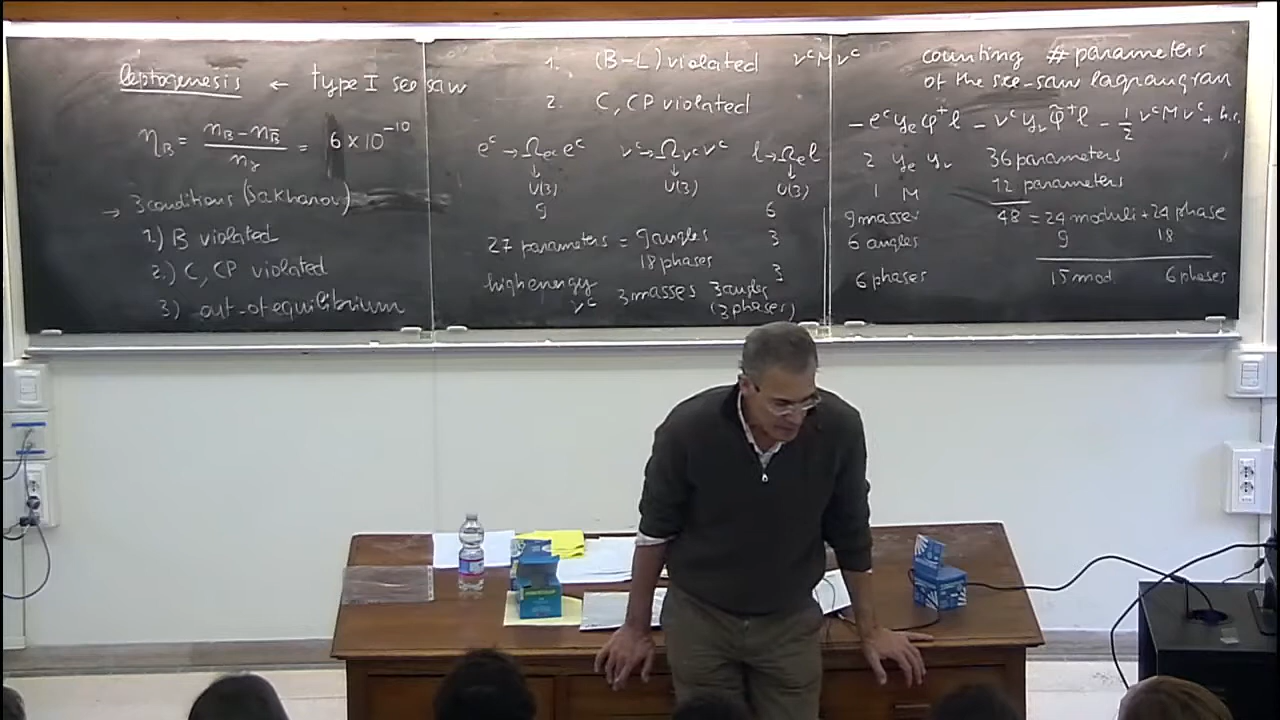 leptogenesis ← type I see saw
η_B = (n_B - n_B̄)/n_γ = 6 × 10^-10
→ 3 conditions (Sakharov)
1.) B violated
2.) C, CP violated
3) out-of equilibrium
1. (B-L) violated ν^c M ν^c
2. C, CP violated
e^c → Ω_{e^c} e^c ν^c → Ω_{ν^c} ν^c l → Ω_e l
↓ ↓ ↓
U(3) U(3) U(3)
9 6
27 parameters = 9 angles 3
18 phases 3
high energy
ν^c 3 masses 3 angles
(3 phases)
counting # parameters
of the see-saw lagrangian
- e^c y_e φ^+ l - ν^c y_ν φ̃^+ l - 1/2 ν^c M ν^c + h.c.
2 y_e y_ν 36 parameters
1 M 12 parameters
9 masses 48 = 24 moduli + 24 phase
6 angles 9 18
6 phases 15 mod. 6 phases